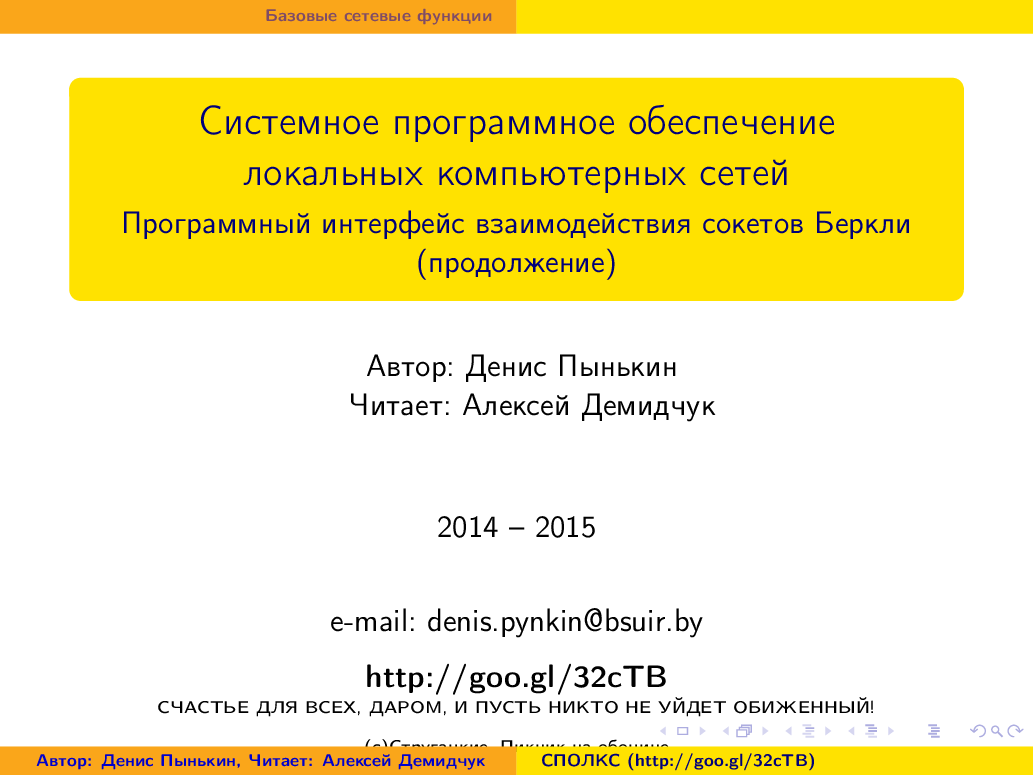 Базовые сетевые функции
Системное программное обеспечение
локальных компьютерных сетей
Программный интерфейс взаимодействия сокетов Беркли
(продолжение)
Автор: Денис Пынькин
Читает: Алексей Демидчук
2014 – 2015
e-mail: denis.pynkin@bsuir.by
http://goo.gl/32cTB
СЧАСТЬЕ ДЛЯ ВСЕХ, ДАРОМ, И ПУСТЬ НИКТО НЕ УЙДЕТ ОБИЖЕННЫЙ!
(c)Стругацкие, Пикник на обочине
Автор: Денис Пынькин, Читает: Алексей Демидчук
СПОЛКС (http://goo.gl/32cTB)